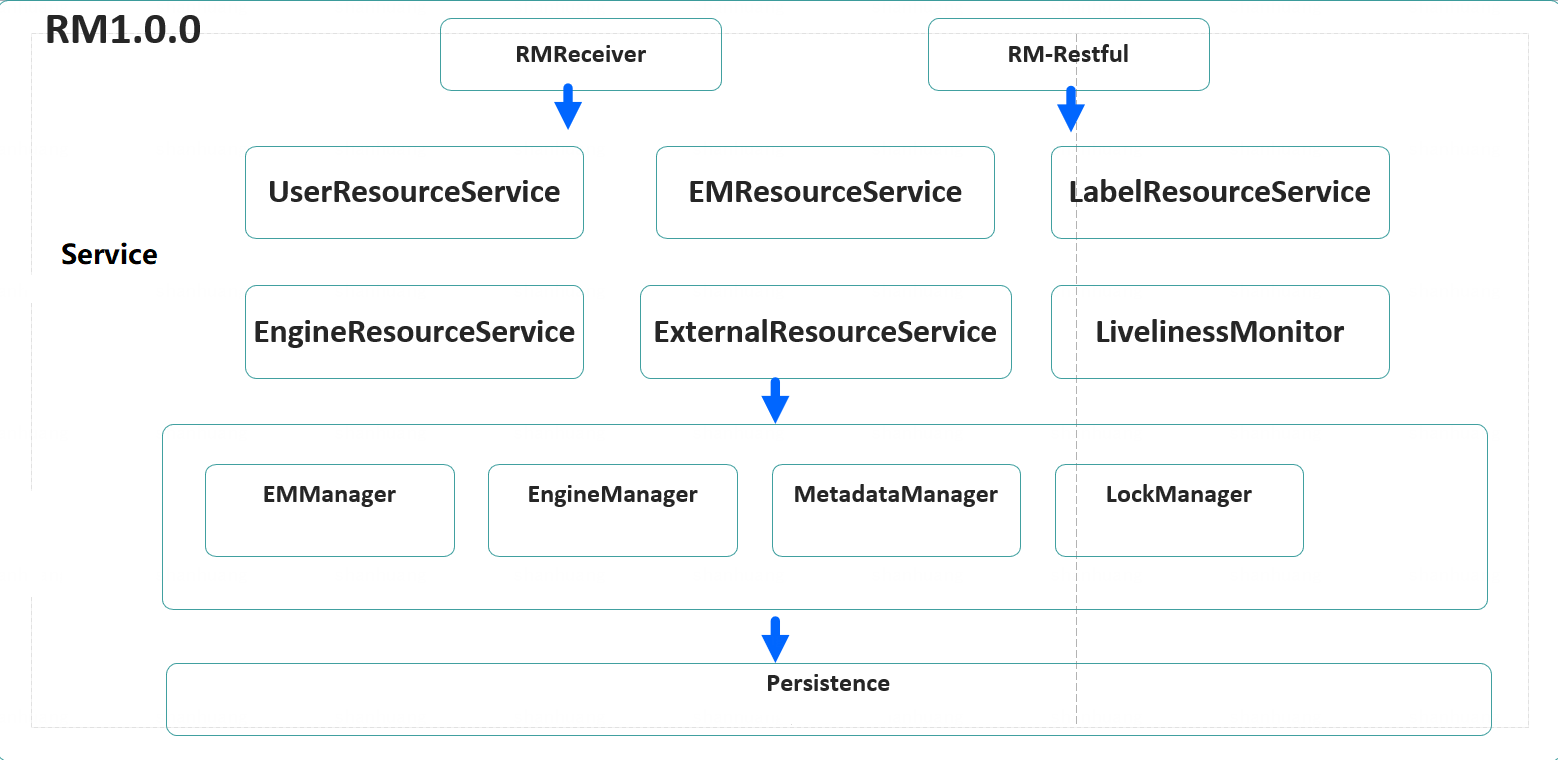 RM1.0.0
RMReceiver
RM-Restful
UserResourceService
EMResourceService
LabelResourceService
Service
EngineResourceService
ExternalResourceService
LivelinessMonitor
EMManager
EngineManager
MetadataManager
LockManager
Persistence